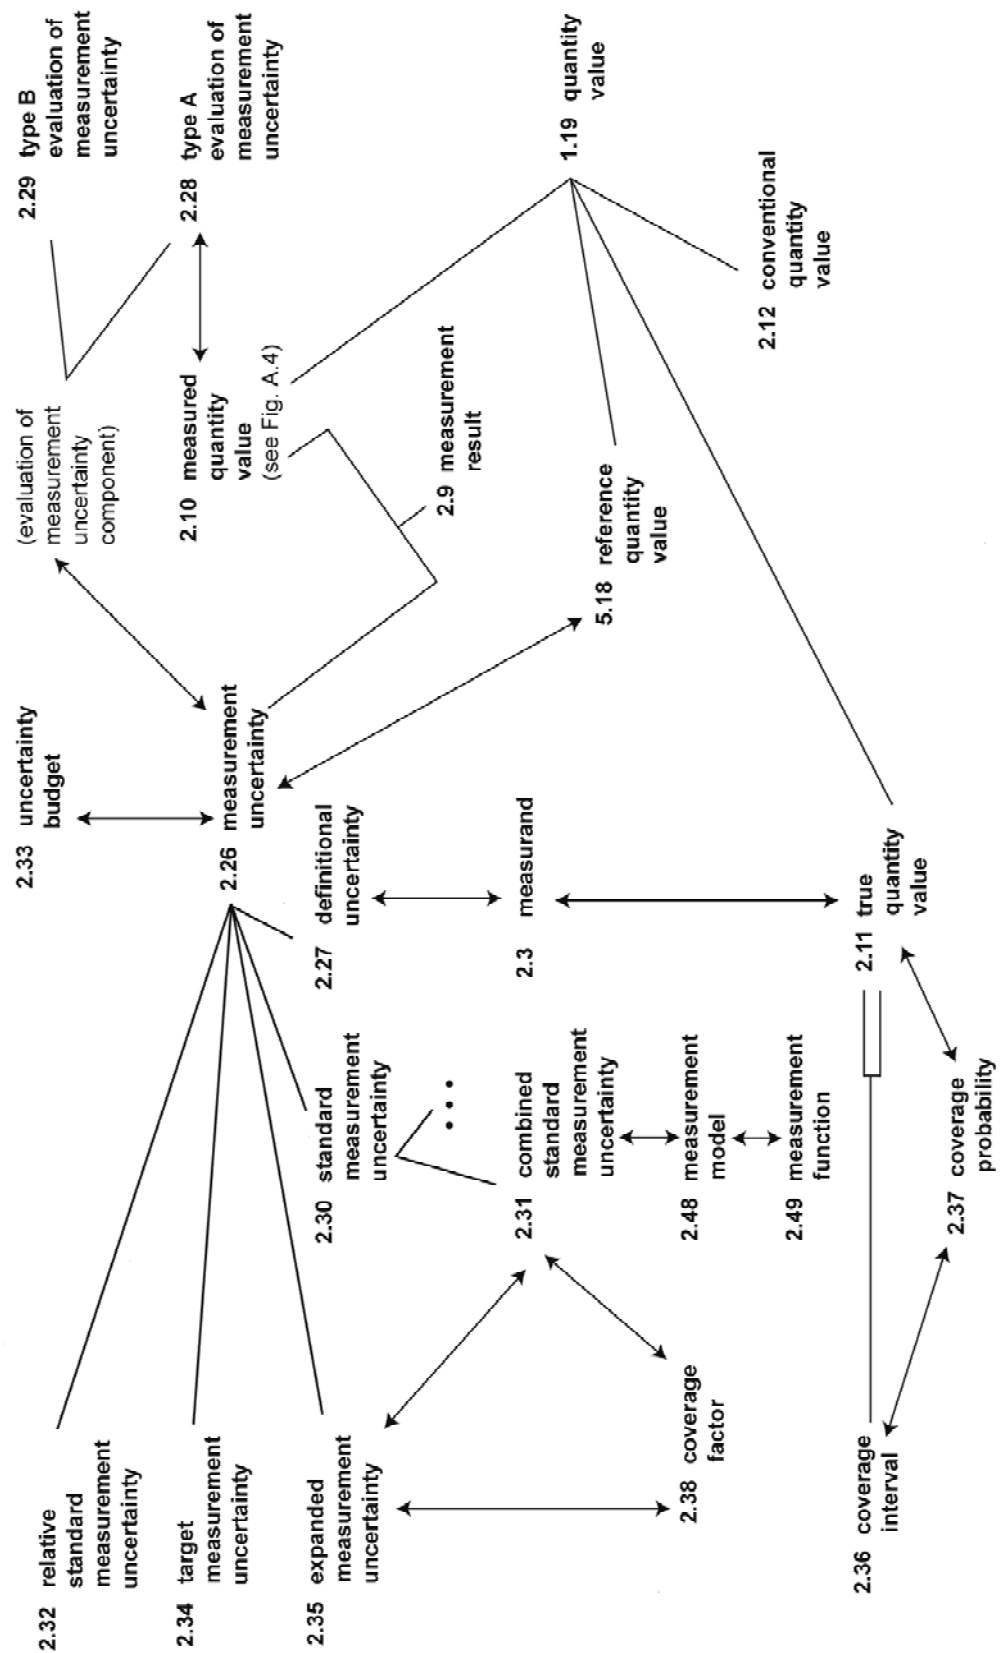 2.33 uncertainty
budget
(evaluation of
measurement
uncertainty
component)
2.29 type B
evaluation of
measurement
uncertainty
2.32 relative
standard
measurement
uncertainty
2.28 type A
evaluation of
measurement
uncertainty
2.34 target
measurement
uncertainty
2.26 measurement
uncertainty
2.10 measured
quantity
value
(see Fig. A.4)
2.35 expanded
measurement
uncertainty
2.30 standard
measurement
uncertainty
2.27 definitional
uncertainty
2.9 measurement
result
• • •
2.31 combined
standard
measurement
uncertainty
2.3 measurand
1.19 quantity
value
5.18 reference
quantity
value
2.38 coverage
factor
2.48 measurement
model
2.12 conventional
quantity
value
2.49 measurement
function
2.36 coverage
interval
2.11 true
quantity
value
2.37 coverage
probability